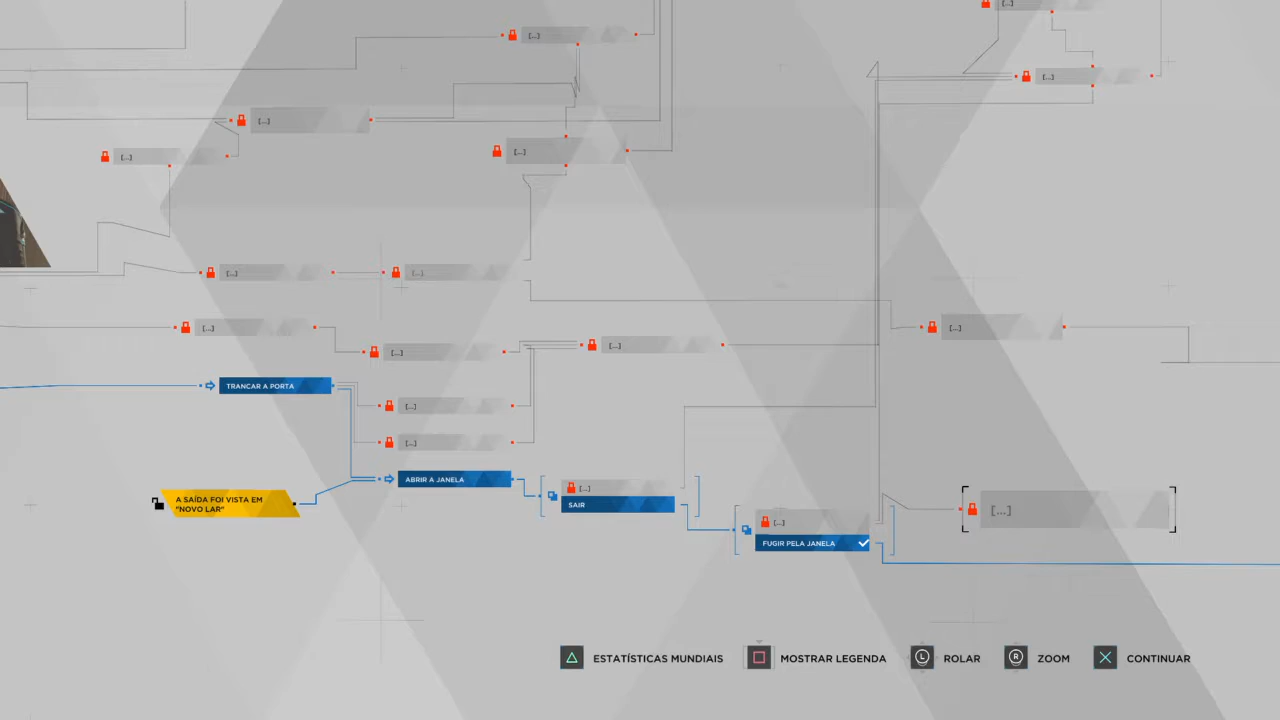 [...]
[...]
[...]
[...]
[...]
[...]
[...]
[...]
[...]
[...]
[...]
[...]
TRANCAR A PORTA
[...]
[...]
ABRIR A JANELA
A SAÍDA FOI VISTA EM
"NOVO LAR"
[...]
SAIR
[...]
FUGIR PELA JANELA
[...]
ESTATÍSTICAS MUNDIAIS
MOSTRAR LEGENDA
L
ROLAR
R
ZOOM
CONTINUAR